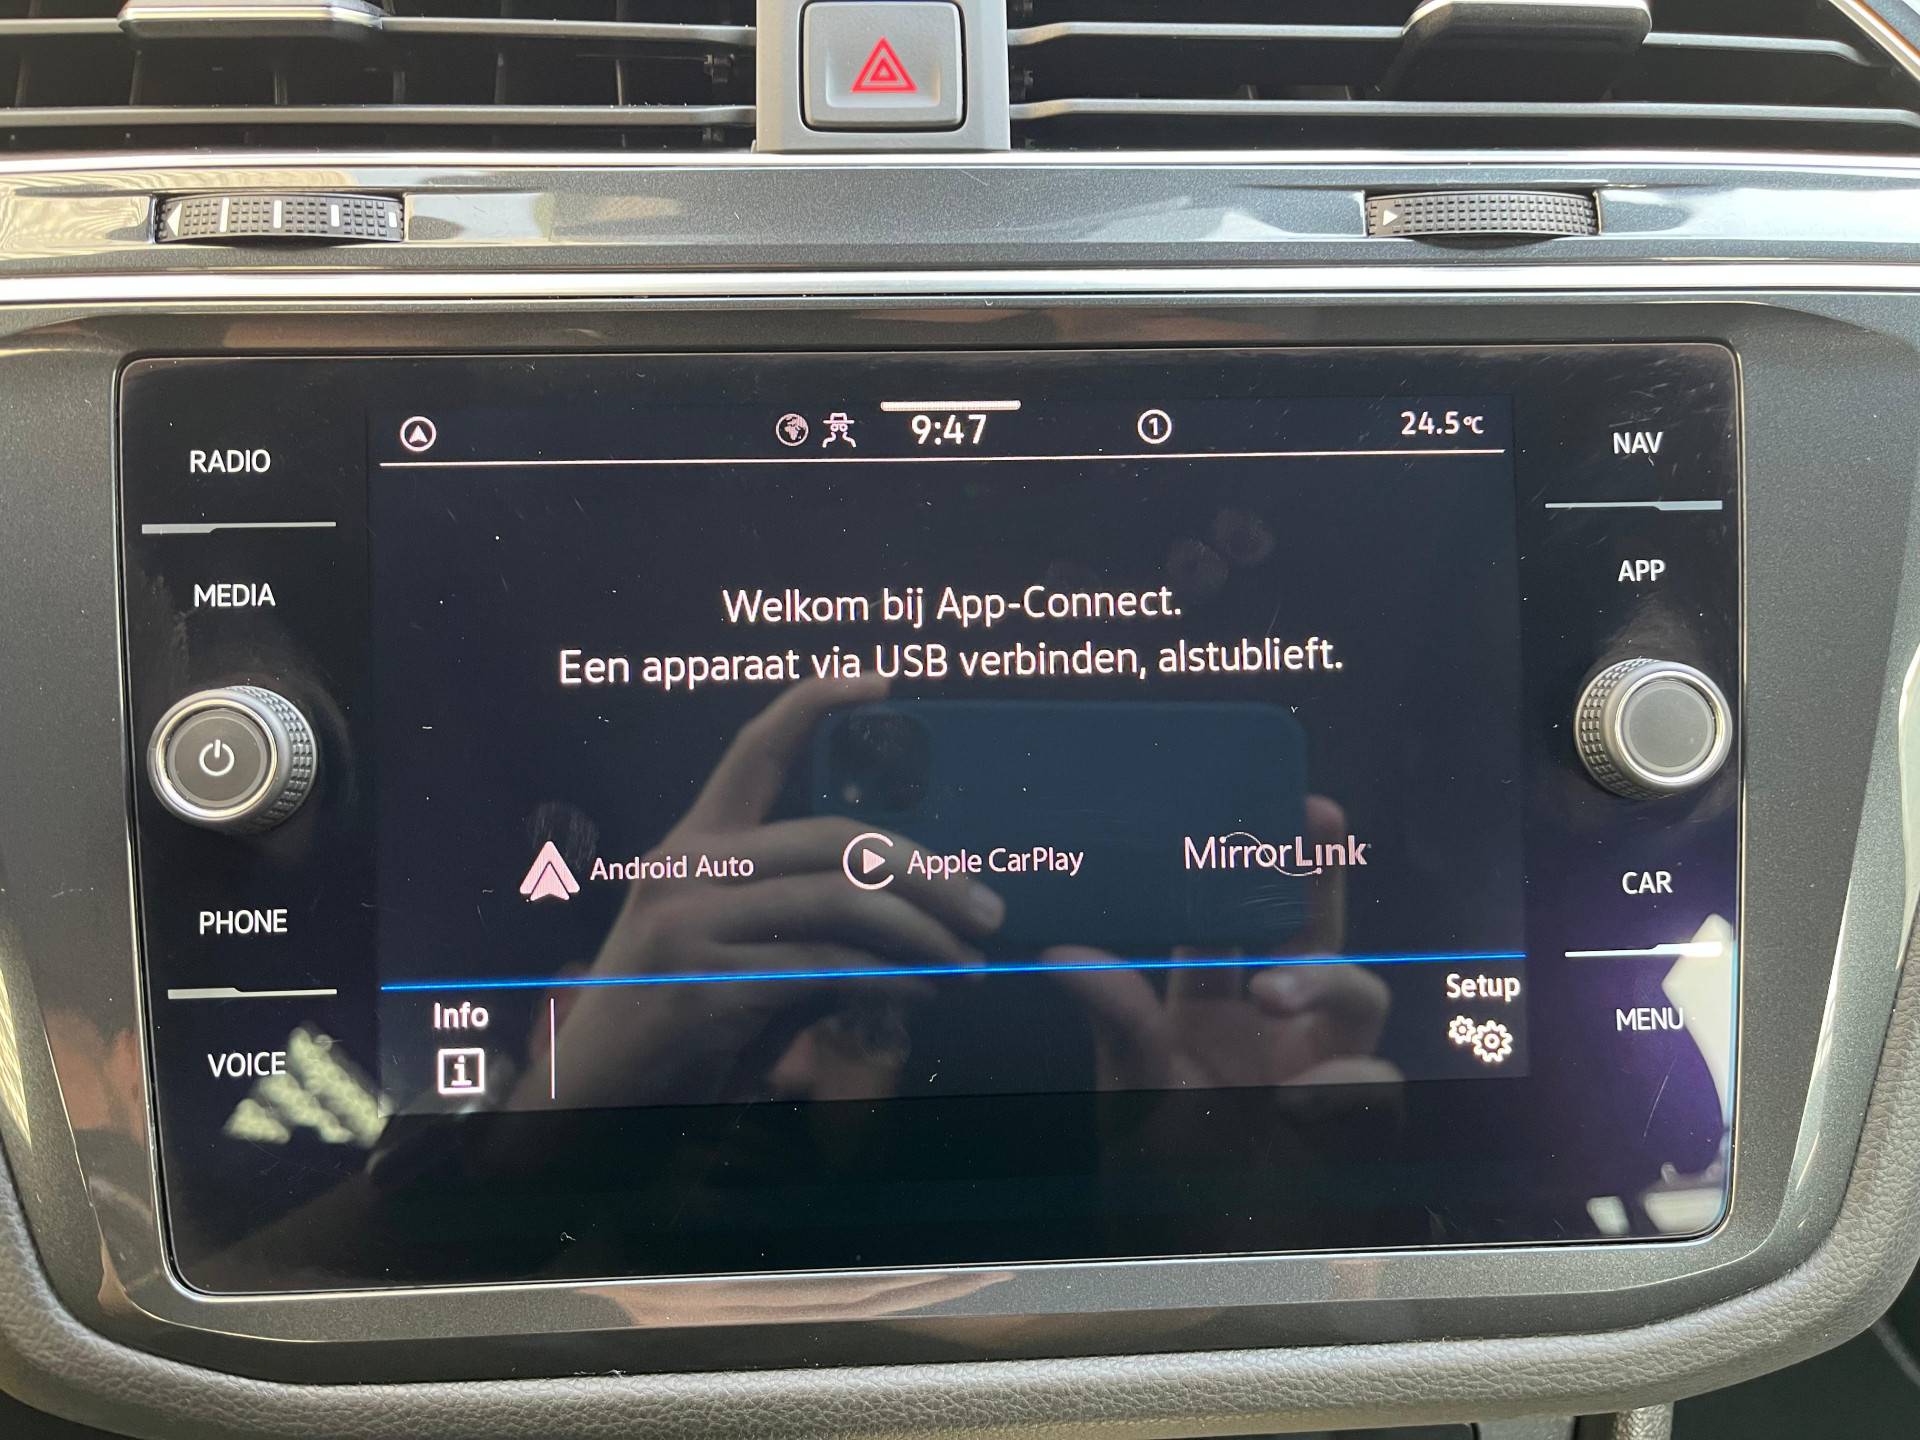 9:47
1
24.5°C
RADIO
NAV
MEDIA
APP
Welkom bij App-Connect.
Een apparaat via USB verbinden, alstublieft.
Android Auto
Apple CarPlay
MirrorLink
PHONE
CAR
Info
Setup
VOICE
MENU